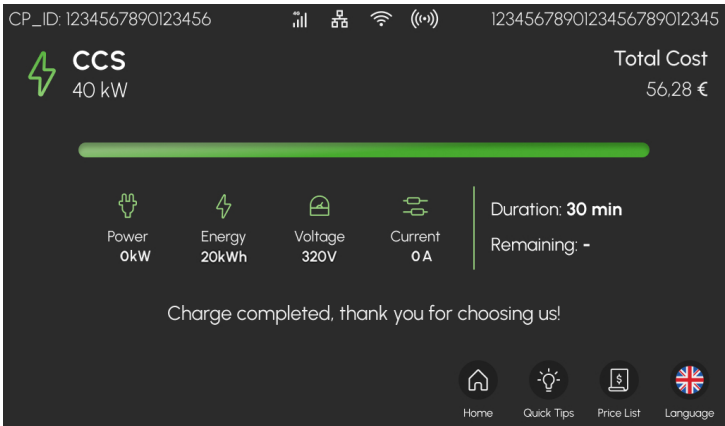 CP_ID: 1234567890123456
4G
1234567890123456789012345
CCS
40 kW
Total Cost
56,28 €
Power
0kW
Energy
20kWh
Voltage
320V
Current
0 A
Duration: 30 min
Remaining: -
Charge completed, thank you for choosing us!
Home
Quick Tips
$
Price List
Language